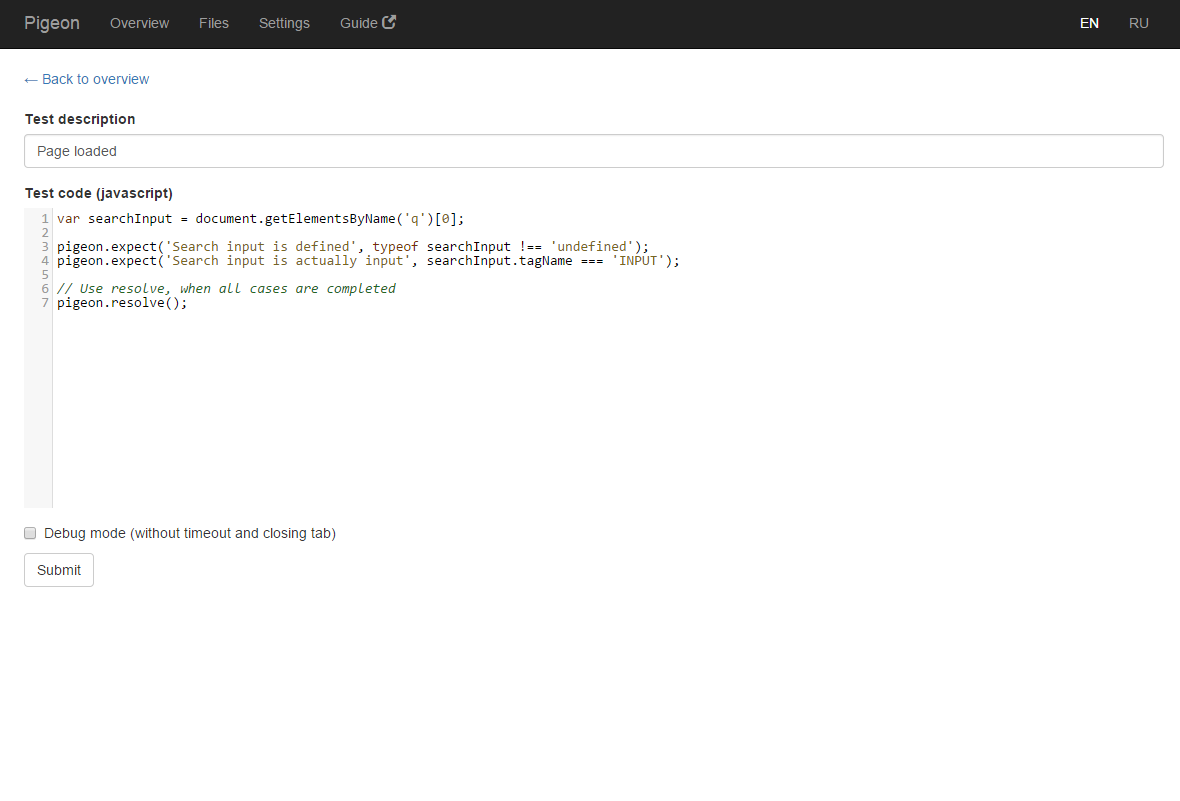 Pigeon Overview Files Settings Guide EN RU
← Back to overview
Test description
Page loaded
Test code (javascript)
1 var searchInput = document.getElementsByName('q')[0];
2
3 pigeon.expect('Search input is defined', typeof searchInput !== 'undefined');
4 pigeon.expect('Search input is actually input', searchInput.tagName === 'INPUT');
5
6 // Use resolve, when all cases are completed
7 pigeon.resolve();
Debug mode (without timeout and closing tab)
Submit